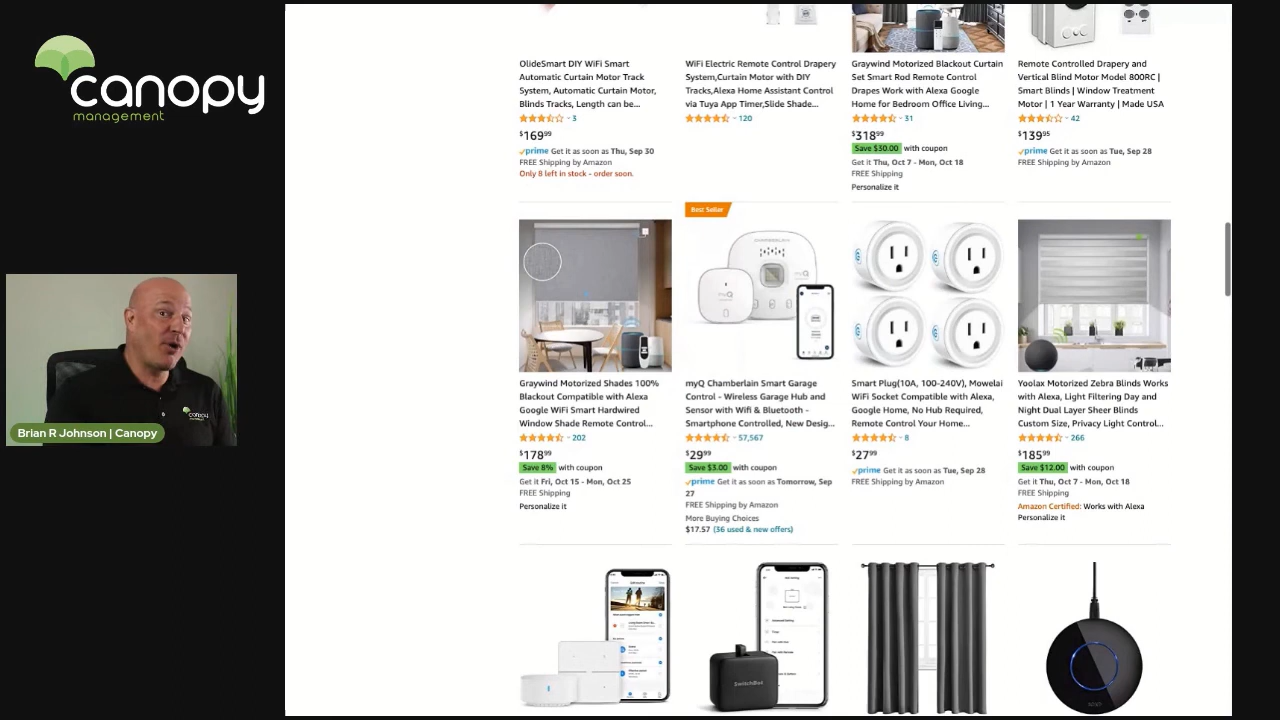 canopy
management
OlideSmart DIY WiFi Smart
Automatic Curtain Motor Track
System, Automatic Curtain Motor,
Blinds Tracks, Length can be...
3
$169⁹⁹
prime Get it as soon as Thu, Sep 30
FREE Shipping by Amazon
Only 8 left in stock - order soon.
WiFi Electric Remote Control Drapery
System,Curtain Motor with DIY
Tracks,Alexa Home Assistant Control
via Tuya App Timer,Slide Shade...
120
Graywind Motorized Blackout Curtain
Set Smart Rod Remote Control
Drapes Work with Alexa Google
Home for Bedroom Office Living...
31
$318⁹⁹
Save $30.00 with coupon
Get it Thu, Oct 7 - Mon, Oct 18
FREE Shipping
Personalize it
Remote Controlled Drapery and
Vertical Blind Motor Model 800RC |
Smart Blinds | Window Treatment
Motor | 1 Year Warranty | Made USA
42
$139⁹⁵
prime Get it as soon as Tue, Sep 28
FREE Shipping by Amazon
Graywind Motorized Shades 100%
Blackout Compatible with Alexa
Google WiFi Smart Hardwired
Window Shade Remote Control...
202
$178⁹⁹
Save 8% with coupon
Get it Fri, Oct 15 - Mon, Oct 25
FREE Shipping
Personalize it
Best Seller
CHAMBERLAIN
myQ
myQ Chamberlain Smart Garage
Control - Wireless Garage Hub and
Sensor with Wifi & Bluetooth -
Smartphone Controlled, New Desig...
57,567
$29⁹⁹
Save $3.00 with coupon
prime Get it as soon as Tomorrow, Sep
27
FREE Shipping by Amazon
More Buying Choices
$17.57 (36 used & new offers)
Smart Plug(10A, 100-240V), Mowelai
WiFi Socket Compatible with Alexa,
Google Home, No Hub Required,
Remote Control Your Home...
8
$27⁹⁹
prime Get it as soon as Tue, Sep 28
FREE Shipping by Amazon
Yoolax Motorized Zebra Blinds Works
with Alexa, Light Filtering Day and
Night Dual Layer Sheer Blinds
Custom Size, Privacy Light Control...
266
$185⁹⁹
Save $12.00 with coupon
Get it Thu, Oct 7 - Mon, Oct 18
FREE Shipping
Amazon Certified: Works with Alexa
Personalize it
SwitchBot
canopy
Brian R Johnson | Canopy